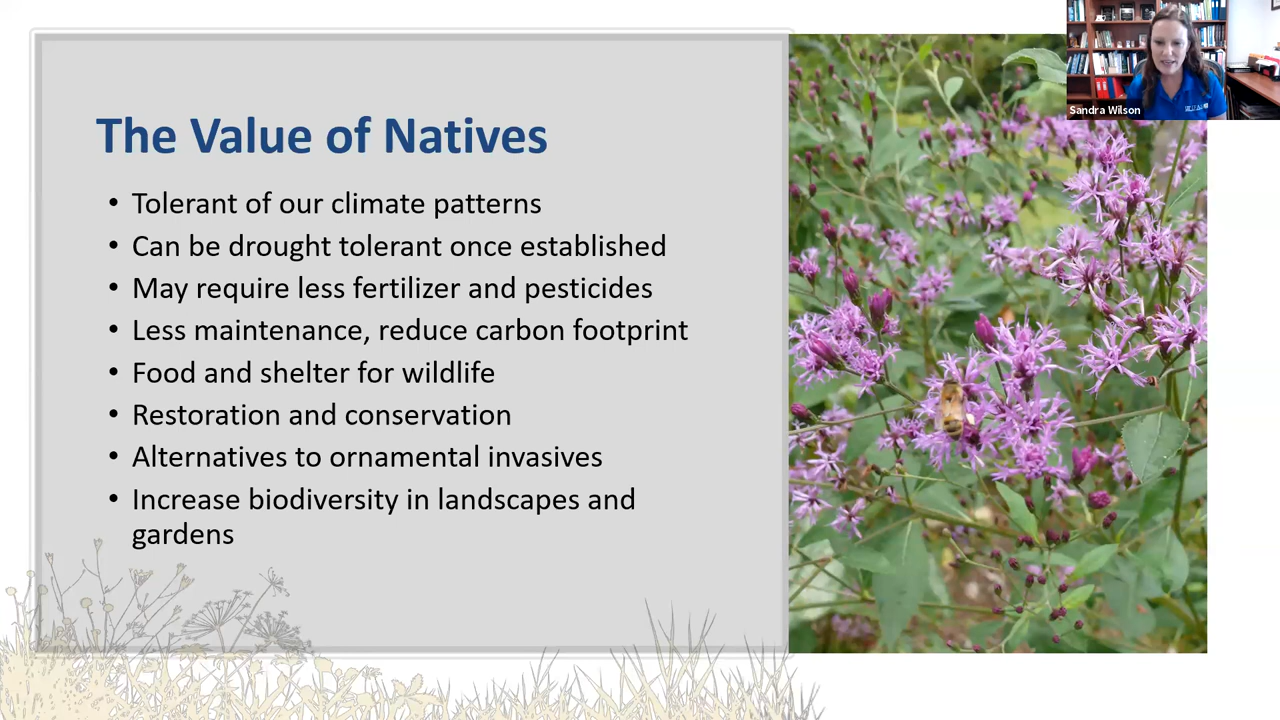 The Value of Natives
• Tolerant of our climate patterns
• Can be drought tolerant once established
• May require less fertilizer and pesticides
• Less maintenance, reduce carbon footprint
• Food and shelter for wildlife
• Restoration and conservation
• Alternatives to ornamental invasives
• Increase biodiversity in landscapes and
gardens
Sandra Wilson